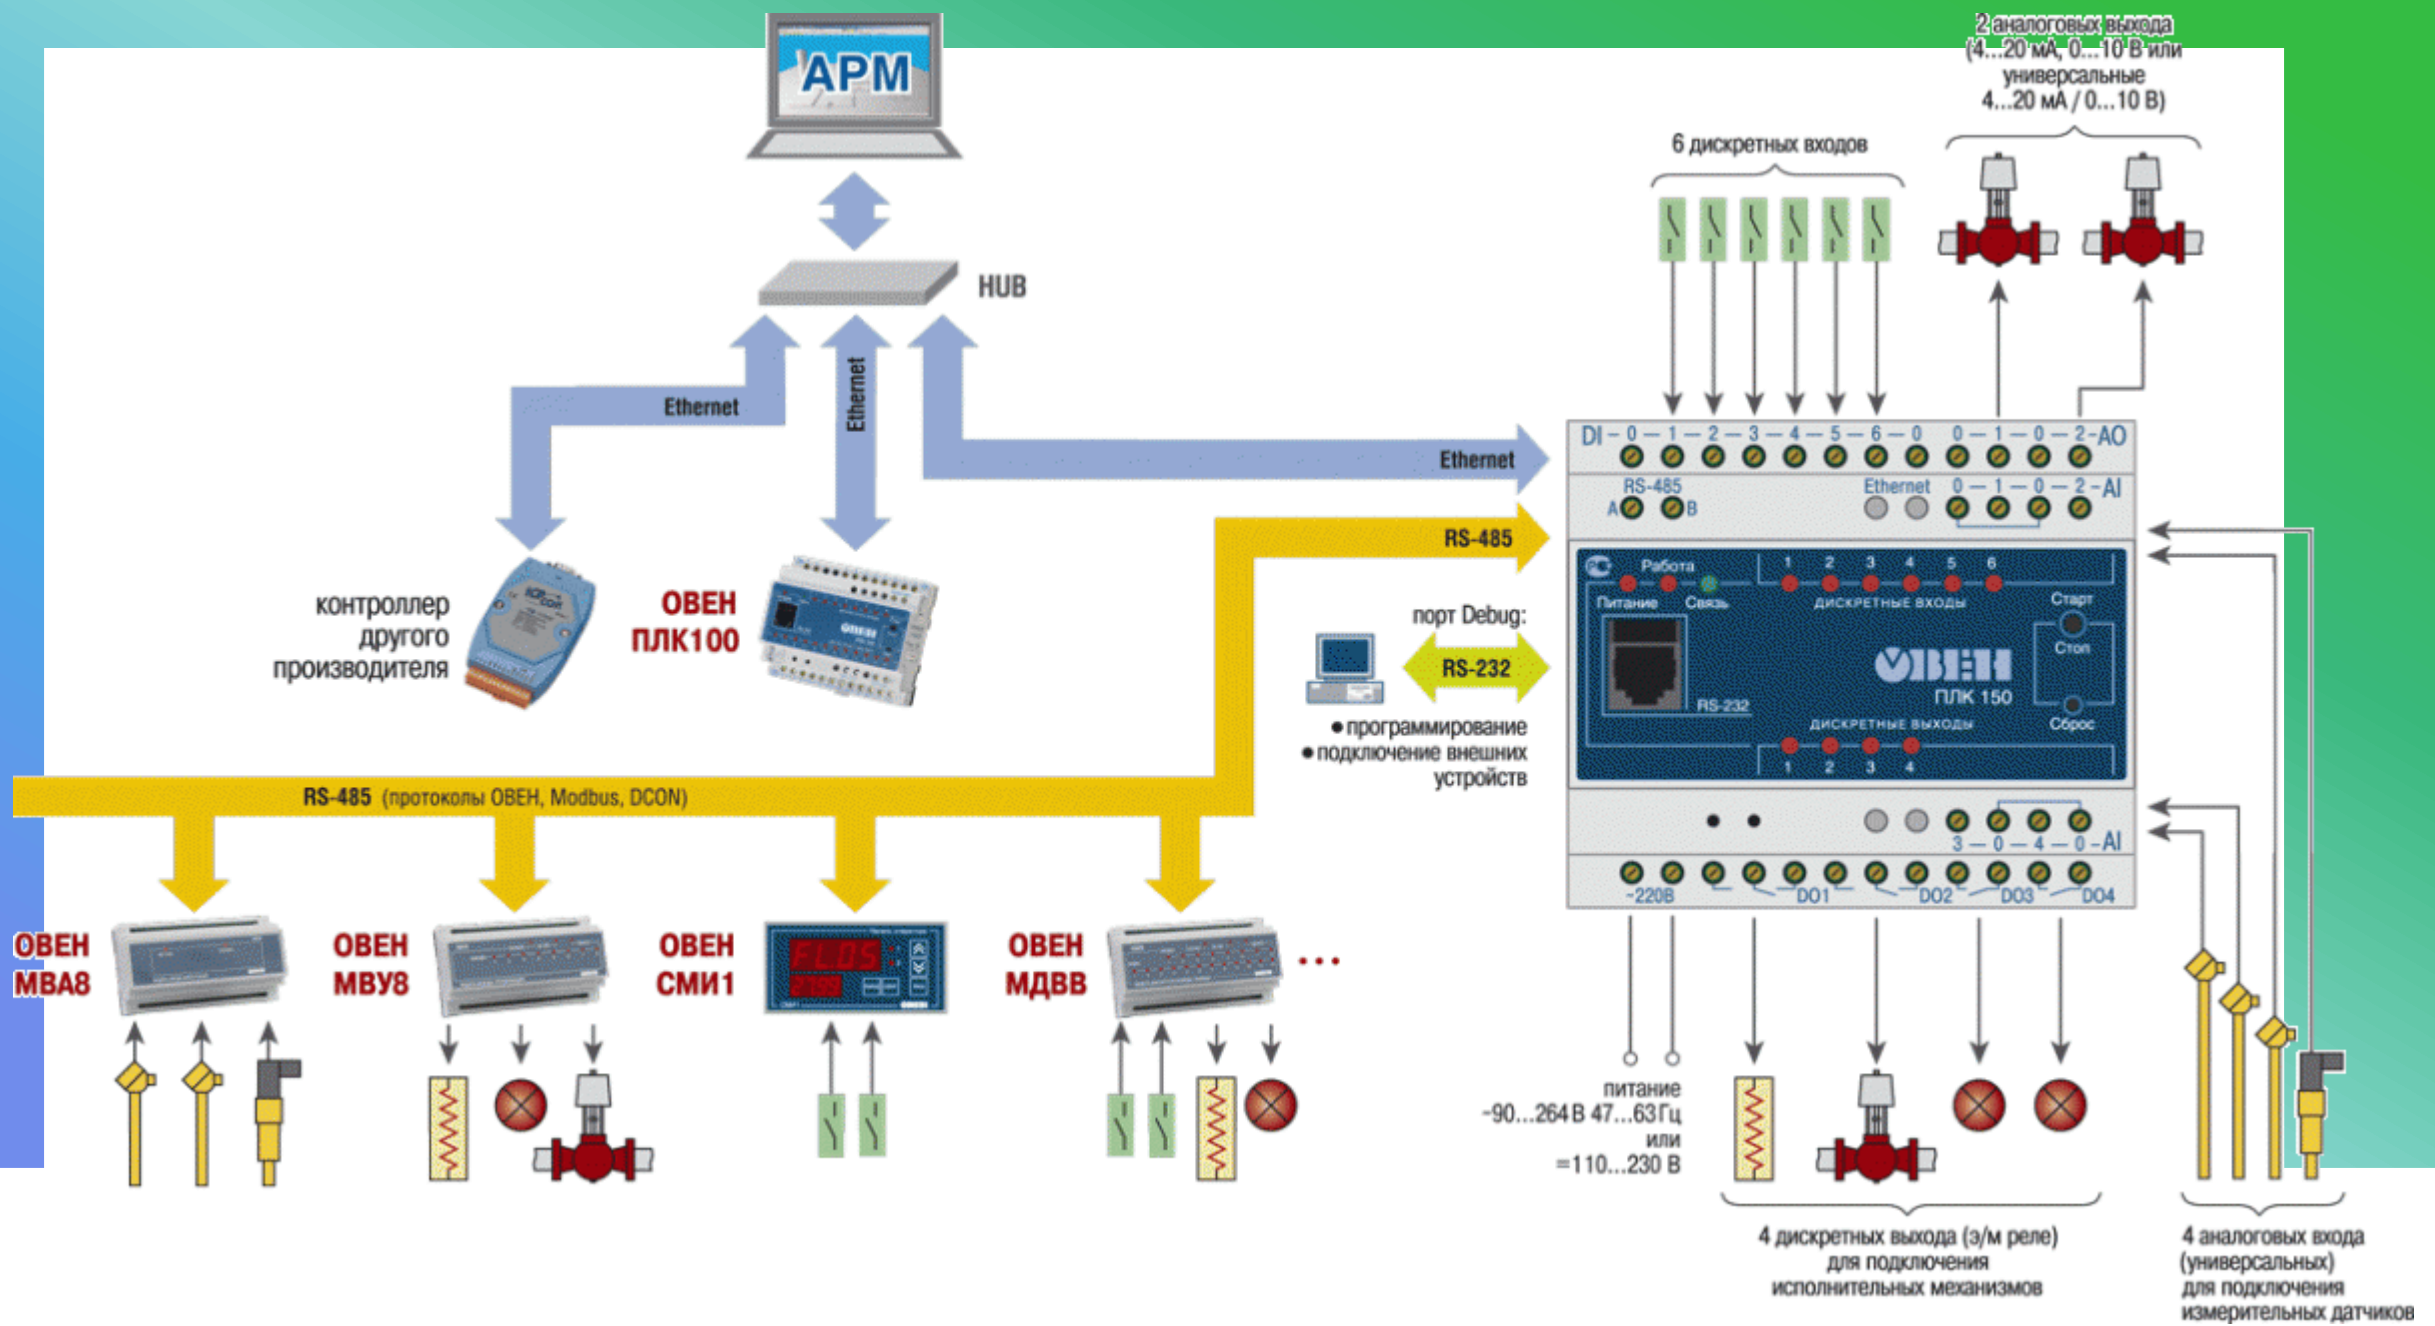 АРМ
HUB
Ethernet
Ethernet
Ethernet
RS-485
контроллер
другого
производителя
ОВЕН
ПЛК100
порт Debug:
RS-232
• программирование
• подключение внешних
устройств
RS-485 (протоколы ОВЕН, Modbus, DCON)
ОВЕН
МВА8
ОВЕН
МВУ8
ОВЕН
СМИ1
ОВЕН
МДВВ
...
6 дискретных входов
2 аналоговых выхода
(4...20 мА, 0...10 В или
универсальные
4...20 мА / 0...10 В)
DI – 0 – 1 – 2 – 3 – 4 – 5 – 6 – 0 0 – 1 – 0 – 2 -AO
RS-485 Ethernet 0 – 1 – 0 – 2 -AI
A B
Работа 1 2 3 4 5 6
Питание Связь ДИСКРЕТНЫЕ ВХОДЫ Старт
Стоп
ОВЕН
ПЛК 150
RS-232
ДИСКРЕТНЫЕ ВЫХОДЫ Сброс
1 2 3 4
3 – 0 – 4 – 0 -AI
~220В DO1 DO2 DO3 DO4
питание
~90...264 В 47...63 Гц
или
=110...230 В
4 дискретных выхода (э/м реле)
для подключения
исполнительных механизмов
4 аналоговых входа
(универсальных)
для подключения
измерительных датчиков